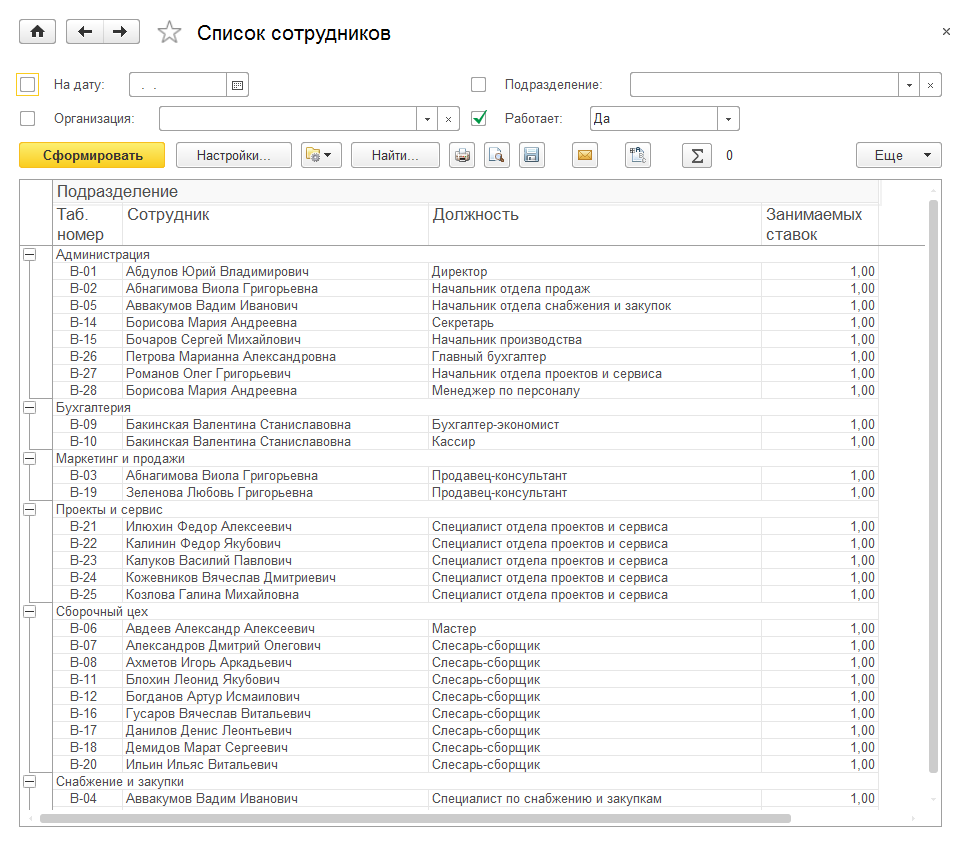 Список сотрудников
На дату: . . Подразделение:
Организация: Работает: Да
Сформировать Настройки... Найти... Σ 0 Еще
Подразделение
Таб. номер Сотрудник Должность Занимаемых ставок
Администрация
В-01 Абдулов Юрий Владимирович Директор 1,00
В-02 Абнагимова Виола Григорьевна Начальник отдела продаж 1,00
В-05 Аввакумов Вадим Иванович Начальник отдела снабжения и закупок 1,00
В-14 Борисова Мария Андреевна Секретарь 1,00
В-15 Бочаров Сергей Михайлович Начальник производства 1,00
В-26 Петрова Марианна Александровна Главный бухгалтер 1,00
В-27 Романов Олег Григорьевич Начальник отдела проектов и сервиса 1,00
В-28 Борисова Мария Андреевна Менеджер по персоналу 1,00
Бухгалтерия
В-09 Бакинская Валентина Станиславовна Бухгалтер-экономист 1,00
В-10 Бакинская Валентина Станиславовна Кассир 1,00
Маркетинг и продажи
В-03 Абнагимова Виола Григорьевна Продавец-консультант 1,00
В-19 Зеленова Любовь Григорьевна Продавец-консультант 1,00
Проекты и сервис
В-21 Илюхин Федор Алексеевич Специалист отдела проектов и сервиса 1,00
В-22 Калинин Федор Якубович Специалист отдела проектов и сервиса 1,00
В-23 Калуков Василий Павлович Специалист отдела проектов и сервиса 1,00
В-24 Кожевников Вячеслав Дмитриевич Специалист отдела проектов и сервиса 1,00
В-25 Козлова Галина Михайловна Специалист отдела проектов и сервиса 1,00
Сборочный цех
В-06 Авдеев Александр Алексеевич Мастер 1,00
В-07 Александров Дмитрий Олегович Слесарь-сборщик 1,00
В-08 Ахметов Игорь Аркадьевич Слесарь-сборщик 1,00
В-11 Блохин Леонид Якубович Слесарь-сборщик 1,00
В-12 Богданов Артур Исмаилович Слесарь-сборщик 1,00
В-16 Гусаров Вячеслав Витальевич Слесарь-сборщик 1,00
В-17 Данилов Денис Леонтьевич Слесарь-сборщик 1,00
В-18 Демидов Марат Сергеевич Слесарь-сборщик 1,00
В-20 Ильин Ильяс Витальевич Слесарь-сборщик 1,00
Снабжение и закупки
В-04 Аввакумов Вадим Иванович Специалист по снабжению и закупкам 1,00